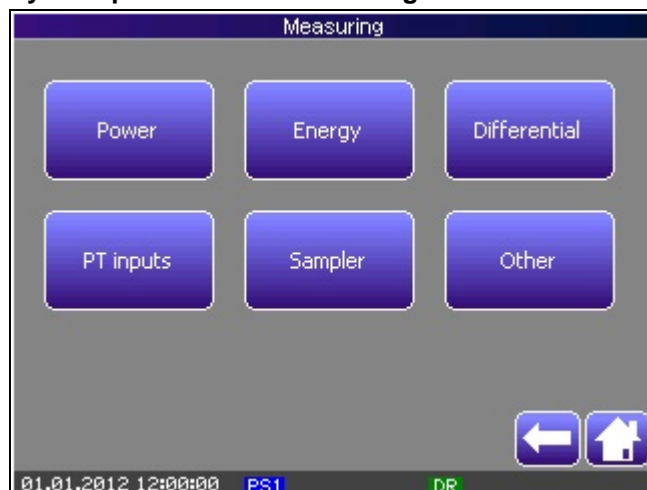 Measuring
Power Energy Differential
PT inputs Sampler Other
01.01.2012 12:00:00 PS1 DR